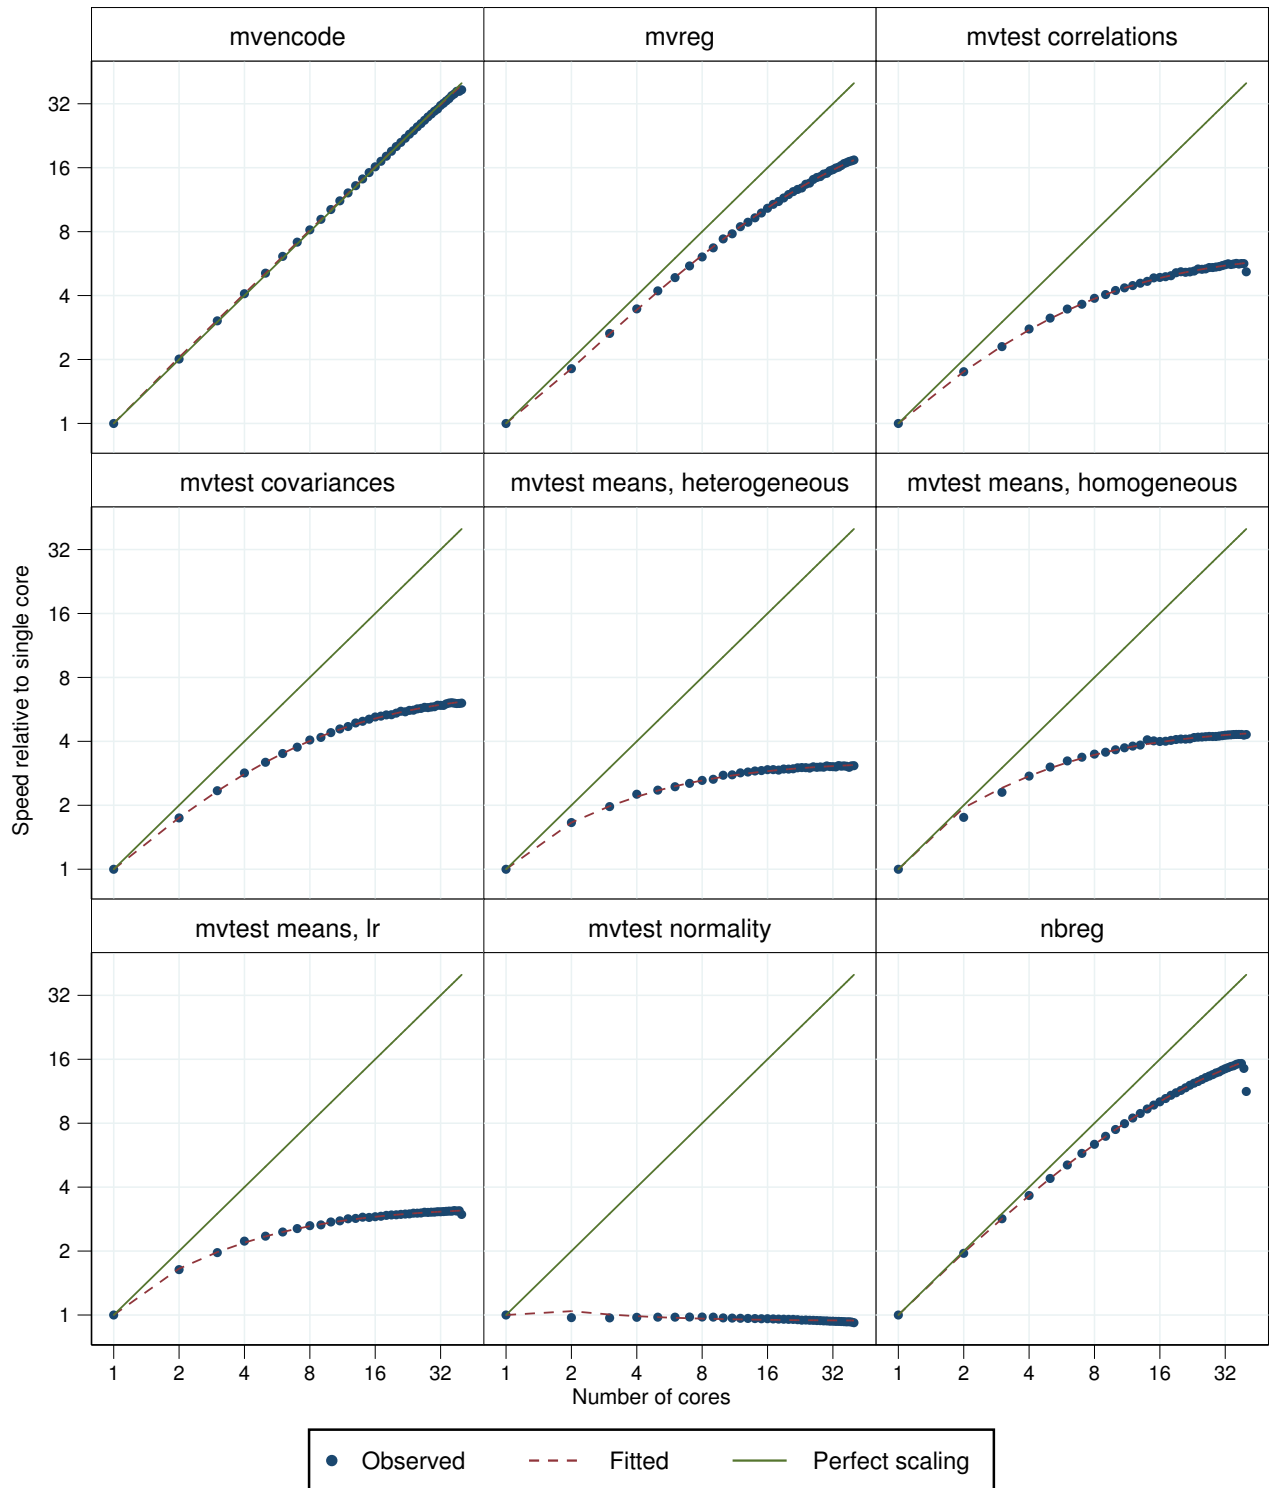 mvencode
mvreg
mvtest correlations
32
16
8
4
2
1
mvtest covariances
mvtest means, heterogeneous
mvtest means, homogeneous
32
16
8
4
2
1
Speed relative to single core
mvtest means, lr
mvtest normality
nbreg
32
16
8
4
2
1
1 2 4 8 16 32
1 2 4 8 16 32
1 2 4 8 16 32
Number of cores
Observed
Fitted
Perfect scaling